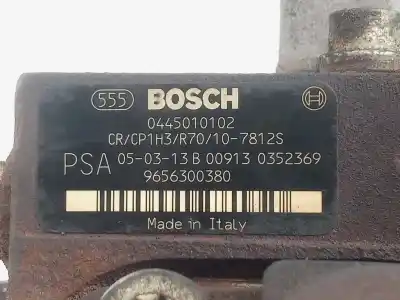 555 BOSCH
0445010102
CR/CP1H3/R70/10-7812S
PSA 05-03-13 B 00913 0352369
9656300380
Made in Italy